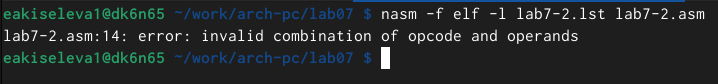 eakiseleva1@dk6n65 ~/work/arch-pc/lab07 $ nasm -f elf -l lab7-2.lst lab7-2.asm
lab7-2.asm:14: error: invalid combination of opcode and operands
eakiseleva1@dk6n65 ~/work/arch-pc/lab07 $